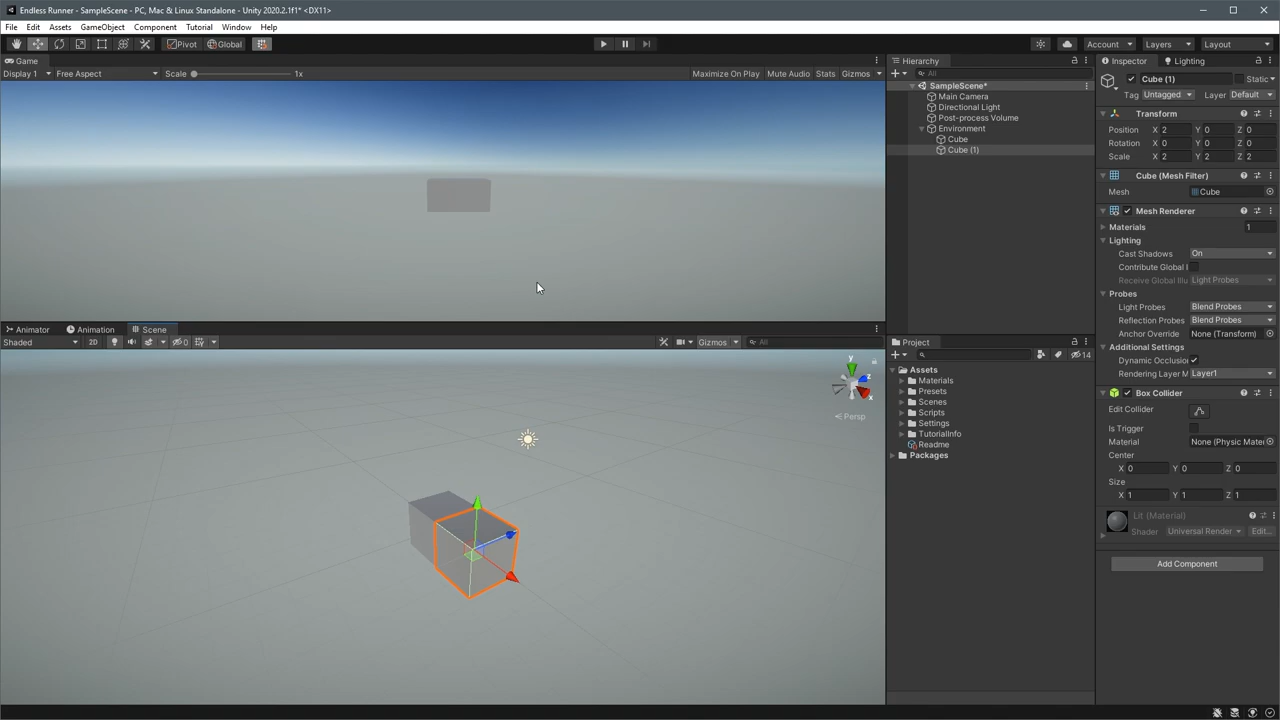 Endless Runner - SampleScene - PC, Mac & Linux Standalone - Unity 2020.2.1f1* <DX11>
File Edit Assets GameObject Component Tutorial Window Help
Pivot Global Account Layers Layout
Game
Display 1 Free Aspect Scale 1x Maximize On Play Mute Audio Stats Gizmos
Hierarchy
All
SampleScene*
Main Camera
Directional Light
Post-process Volume
Environment
Cube
Cube (1)
Inspector Lighting
Cube (1) Static
Tag Untagged Layer Default
Transform
Position X 2 Y 0 Z 0
Rotation X 0 Y 0 Z 0
Scale X 2 Y 2 Z 2
Cube (Mesh Filter)
Mesh Cube
Mesh Renderer
Materials 1
Lighting
Cast Shadows On
Contribute Global I
Receive Global Illu Light Probes
Probes
Light Probes Blend Probes
Reflection Probes Blend Probes
Anchor Override None (Transform)
Additional Settings
Dynamic Occlusion
Rendering Layer M Layer1
Box Collider
Edit Collider
Is Trigger
Material None (Physic Mater
Center
X 0 Y 0 Z 0
Size
X 1 Y 1 Z 1
Lit (Material)
Shader Universal Render Edit...
Add Component
Animator Animation Scene
Shaded 2D 0 Gizmos All
y
z
x
Persp
Project
14
Assets
Materials
Presets
Scenes
Scripts
Settings
TutorialInfo
Readme
Packages